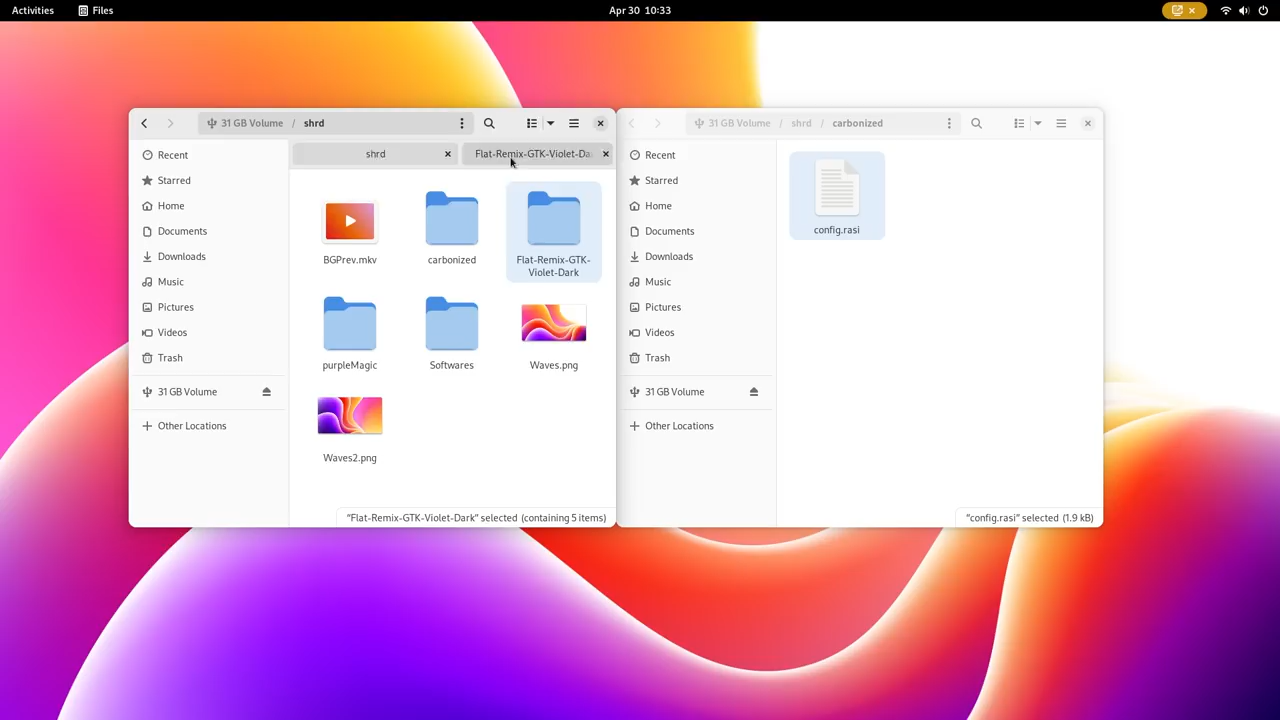 Activities
Files
Apr 30 10:33
31 GB Volume / shrd
shrd
Flat-Remix-GTK-Violet-Da
Recent
Starred
Home
Documents
Downloads
Music
Pictures
Videos
Trash
31 GB Volume
Other Locations
BGPrev.mkv
carbonized
Flat-Remix-GTK-
Violet-Dark
purpleMagic
Softwares
Waves.png
Waves2.png
"Flat-Remix-GTK-Violet-Dark" selected (containing 5 items)
31 GB Volume / shrd / carbonized
Recent
Starred
Home
Documents
Downloads
Music
Pictures
Videos
Trash
31 GB Volume
Other Locations
config.rasi
"config.rasi" selected (1.9 kB)